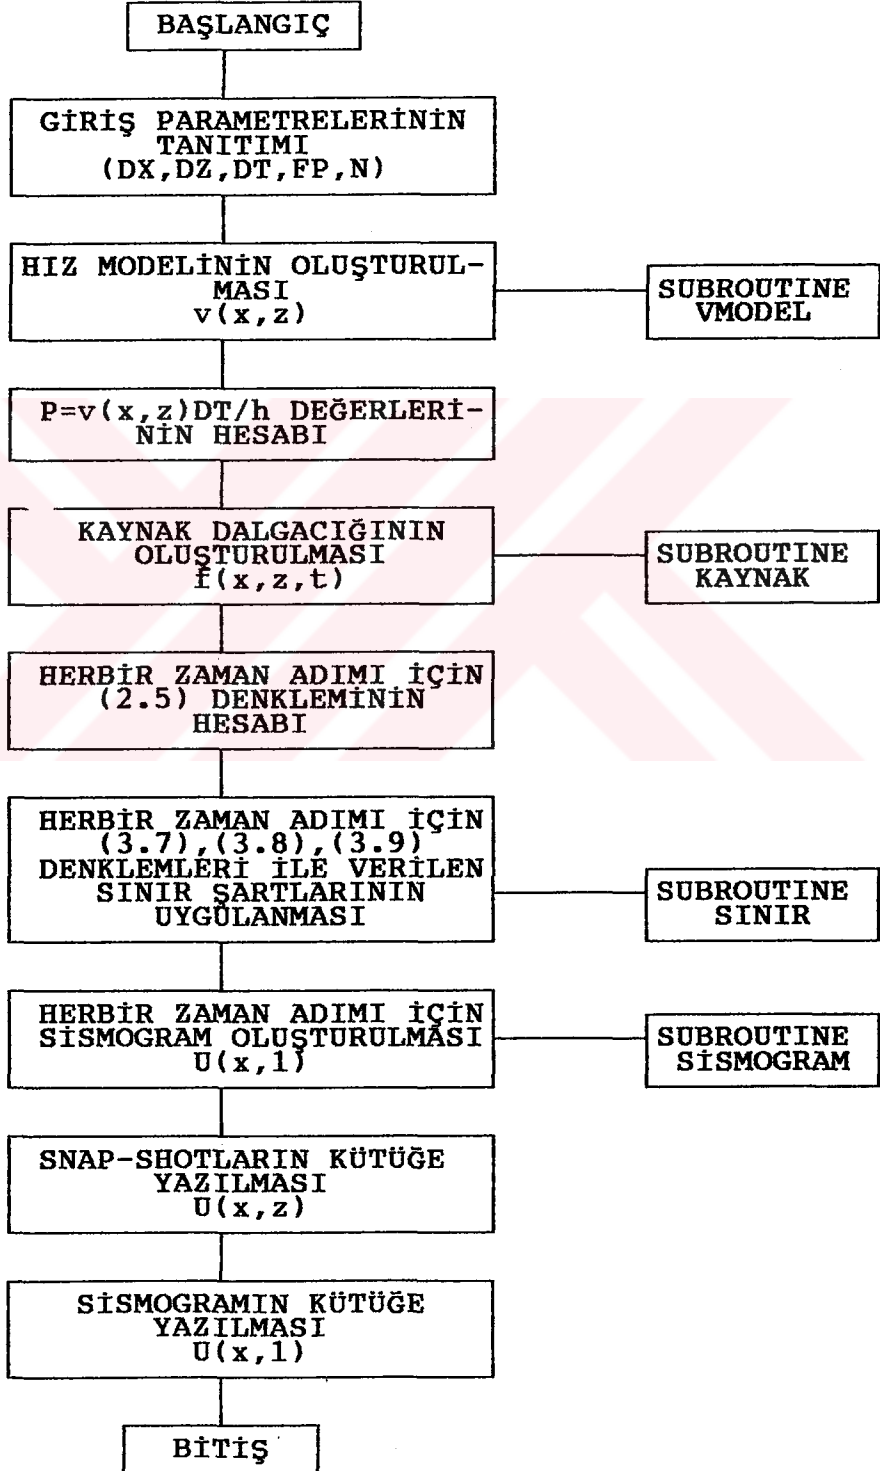 BAŞLANGIÇ
GİRİŞ PARAMETRELERİNİN
TANITIMI
(DX,DZ,DT,FP,N)
HIZ MODELİNİN OLUŞTURUL-
MASI
v(x,z)
SUBROUTINE
VMODEL
P=v(x,z)DT/h DEĞERLERİ-
NİN HESABI
KAYNAK DALGACIĞININ
OLUŞTURULMASI
f(x,z,t)
SUBROUTINE
KAYNAK
HERBİR ZAMAN ADIMI İÇİN
(2.5) DENKLEMİNİN
HESABI
HERBİR ZAMAN ADIMI İÇİN
(3.7),(3.8),(3.9)
DENKLEMLERİ İLE VERİLEN
SINIR ŞARTLARININ
UYGULANMASI
SUBROUTINE
SINIR
HERBİR ZAMAN ADIMI İÇİN
SİSMOGRAM OLUŞTURULMASI
U(x,1)
SUBROUTINE
SİSMOGRAM
SNAP-SHOTLARIN KÜTÜĞE
YAZILMASI
U(x,z)
SİSMOGRAMIN KÜTÜĞE
YAZILMASI
U(x,1)
BİTİŞ